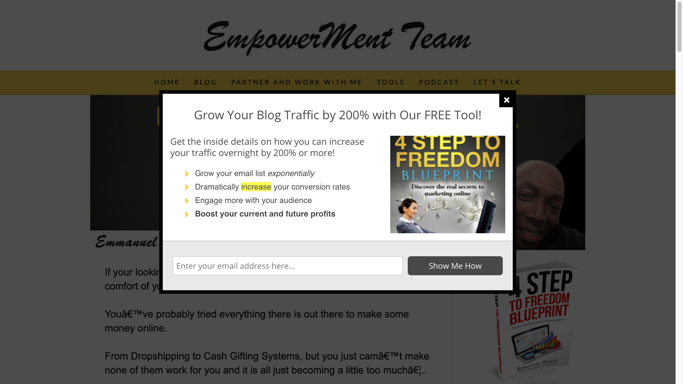 EmpowerMent Team
HOME BLOG PARTNER AND WORK WITH ME TOOLS PODCAST LET'S TALK
Grow Your Blog Traffic by 200% with Our FREE Tool!
Get the inside details on how you can increase
your traffic overnight by 200% or more!
Grow your email list exponentially
Dramatically increase your conversion rates
Engage more with your audience
Boost your current and future profits
4 STEP TO
FREEDOM
BLUEPRINT
Discover the real secrets to
marketing online
Enter your email address here...
Show Me How
Emmanuel
If your lookin
comfort of yo
Youâ€™ve probably tried everything there is out there to make some
money online.
From Dropshipping to Cash Gifting Systems, but you just camâ€™t make
none of them work for you and it is all just becoming a little too muchâ€¦..
4 STEP
TO FREEDOM
BLUEPRINT